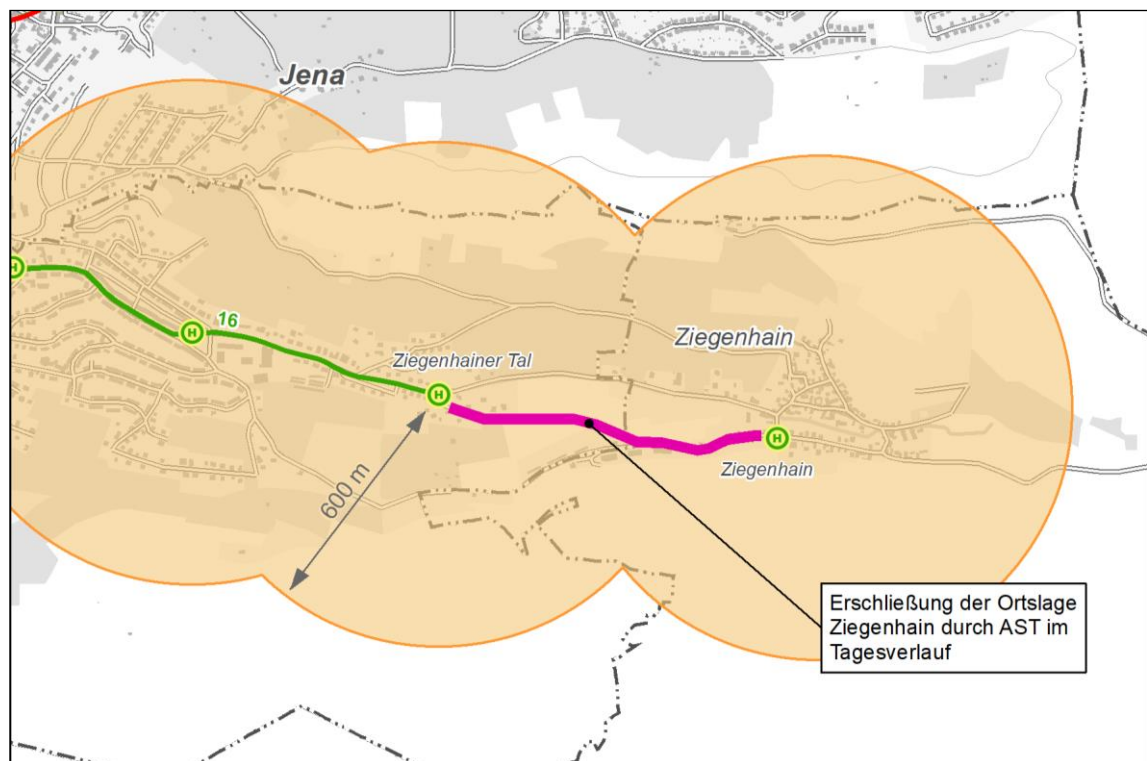 Jena
H
16
H
Ziegenhainer Tal
H
Ziegenhain
H
Ziegenhain
600 m
Erschließung der Ortslage
Ziegenhain durch AST im
Tagesverlauf